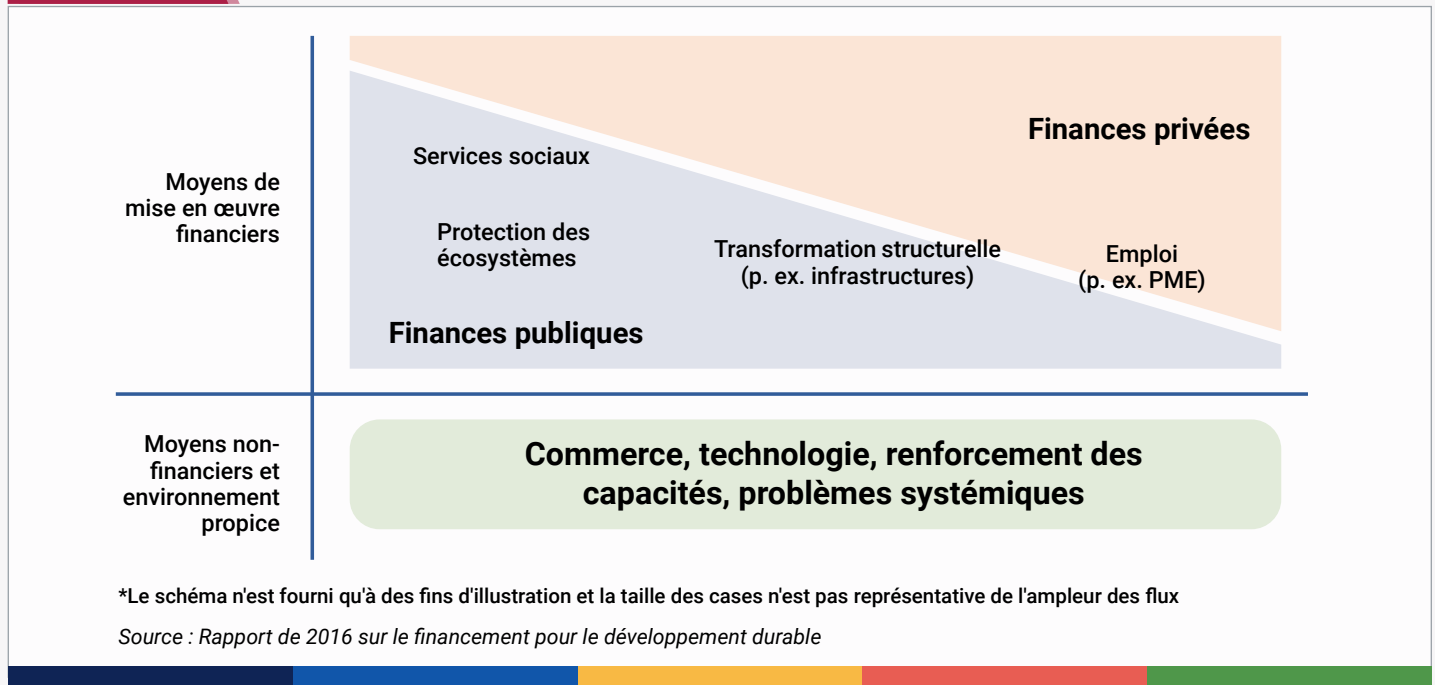 Finances privées
Services sociaux
Moyens de
mise en œuvre
financiers
Protection des
écosystèmes
Transformation structurelle
(p. ex. infrastructures)
Emploi
(p. ex. PME)
Finances publiques
Moyens non-
financiers et
environnement
propice
Commerce, technologie, renforcement des
capacités, problèmes systémiques
*Le schéma n'est fourni qu'à des fins d'illustration et la taille des cases n'est pas représentative de l'ampleur des flux
Source : Rapport de 2016 sur le financement pour le développement durable